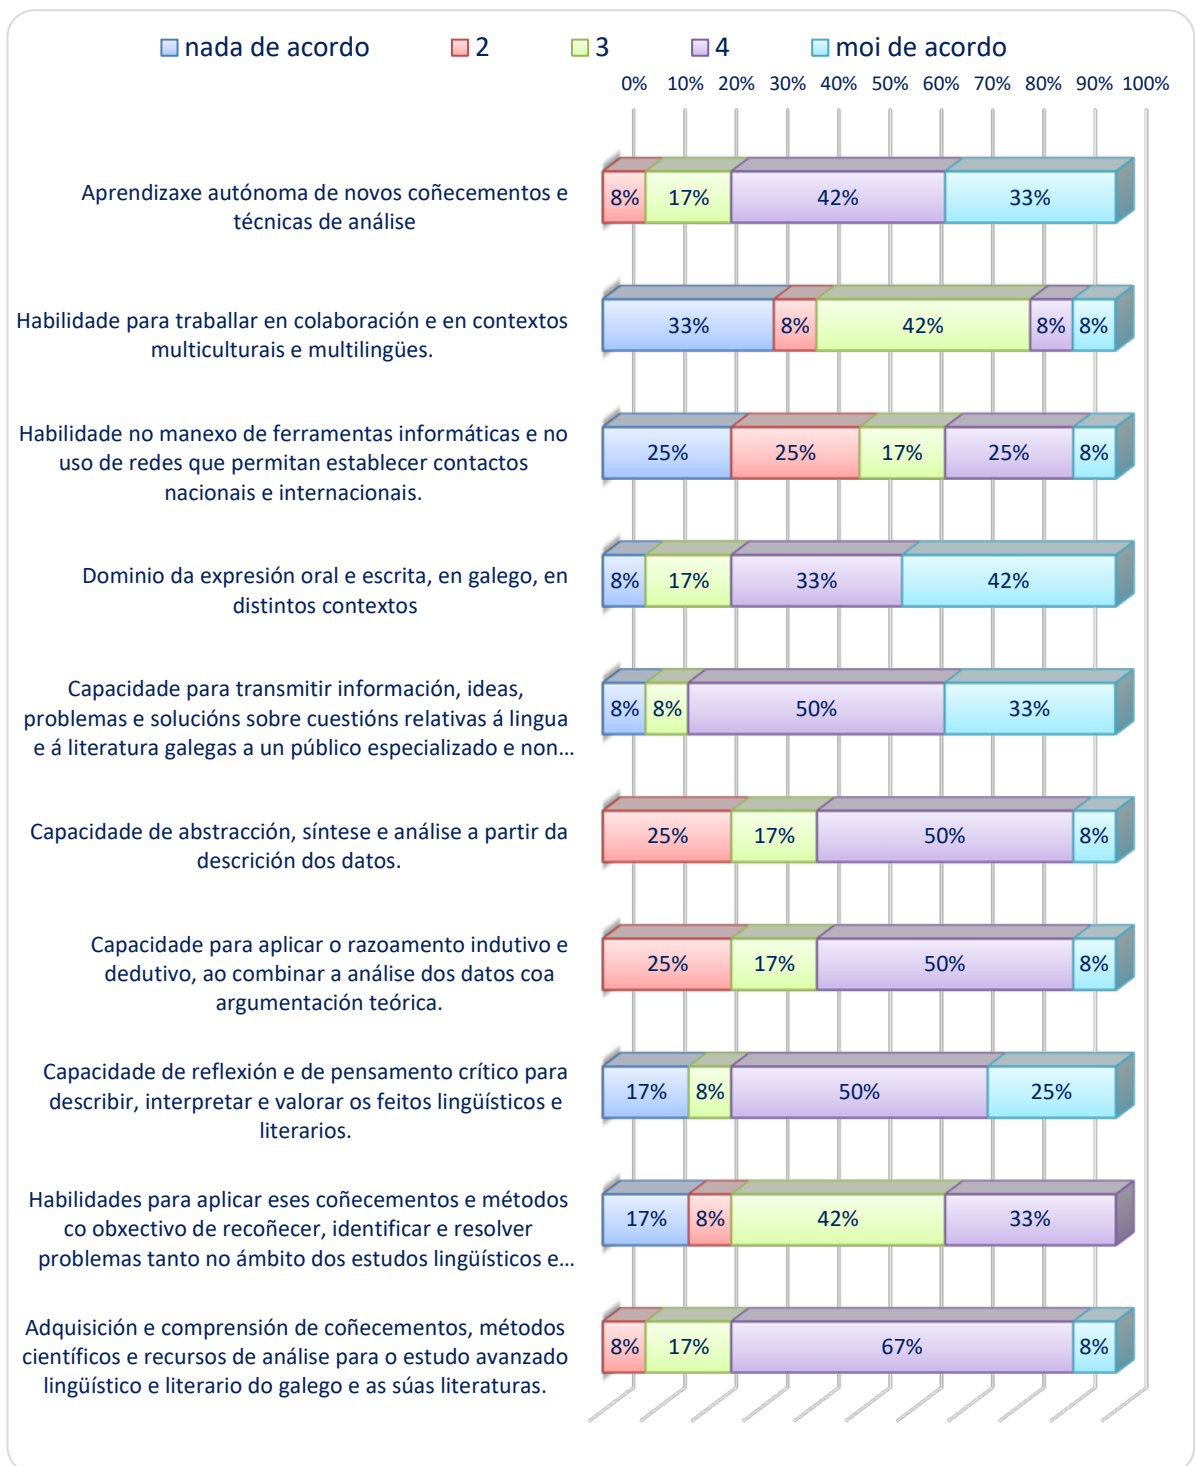 nada de acordo 2 3 4 moi de acordo
0% 10% 20% 30% 40% 50% 60% 70% 80% 90% 100%
Aprendizaxe autónoma de novos coñecementos e
técnicas de análise
8% 17% 42% 33%
Habilidade para traballar en colaboración e en contextos
multiculturais e multilingües.
33% 8% 42% 8% 8%
Habilidade no manexo de ferramentas informáticas e no
uso de redes que permitan establecer contactos
nacionais e internacionais.
25% 25% 17% 25% 8%
Dominio da expresión oral e escrita, en galego, en
distintos contextos
8% 17% 33% 42%
Capacidade para transmitir información, ideas,
problemas e solucións sobre cuestións relativas á lingua
e á literatura galegas a un público especializado e non...
8% 8% 50% 33%
Capacidade de abstracción, síntese e análise a partir da
descrición dos datos.
25% 17% 50% 8%
Capacidade para aplicar o razoamento indutivo e
dedutivo, ao combinar a análise dos datos coa
argumentación teórica.
25% 17% 50% 8%
Capacidade de reflexión e de pensamento crítico para
describir, interpretar e valorar os feitos lingüísticos e
literarios.
17% 8% 50% 25%
Habilidades para aplicar eses coñecementos e métodos
co obxectivo de recoñecer, identificar e resolver
problemas tanto no ámbito dos estudos lingüísticos e...
17% 8% 42% 33%
Adquisición e comprensión de coñecementos, métodos
científicos e recursos de análise para o estudo avanzado
lingüístico e literario do galego e as súas literaturas.
8% 17% 67% 8%